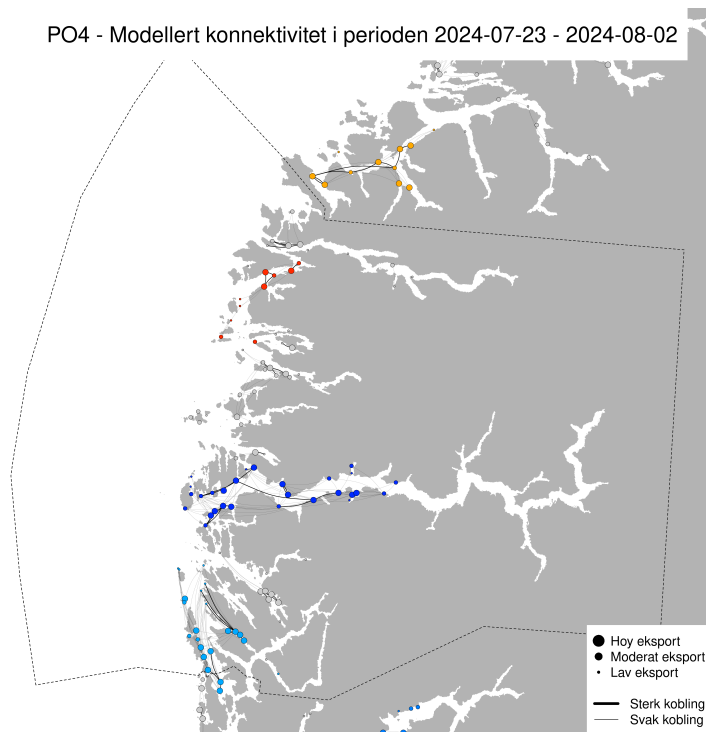 PO4 - Modellert konnektivitet i perioden 2024-07-23 - 2024-08-02
Hoy eksport
Moderat eksport
Lav eksport
Sterk kobling
Svak kobling